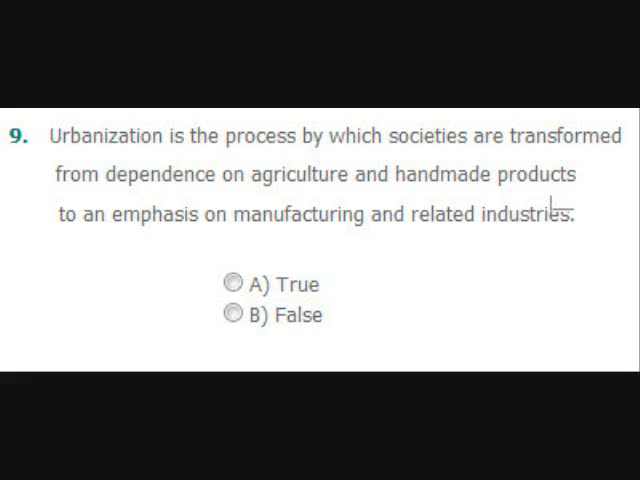 9. Urbanization is the process by which societies are transformed
from dependence on agriculture and handmade products
to an emphasis on manufacturing and related industries.
A) True
B) False